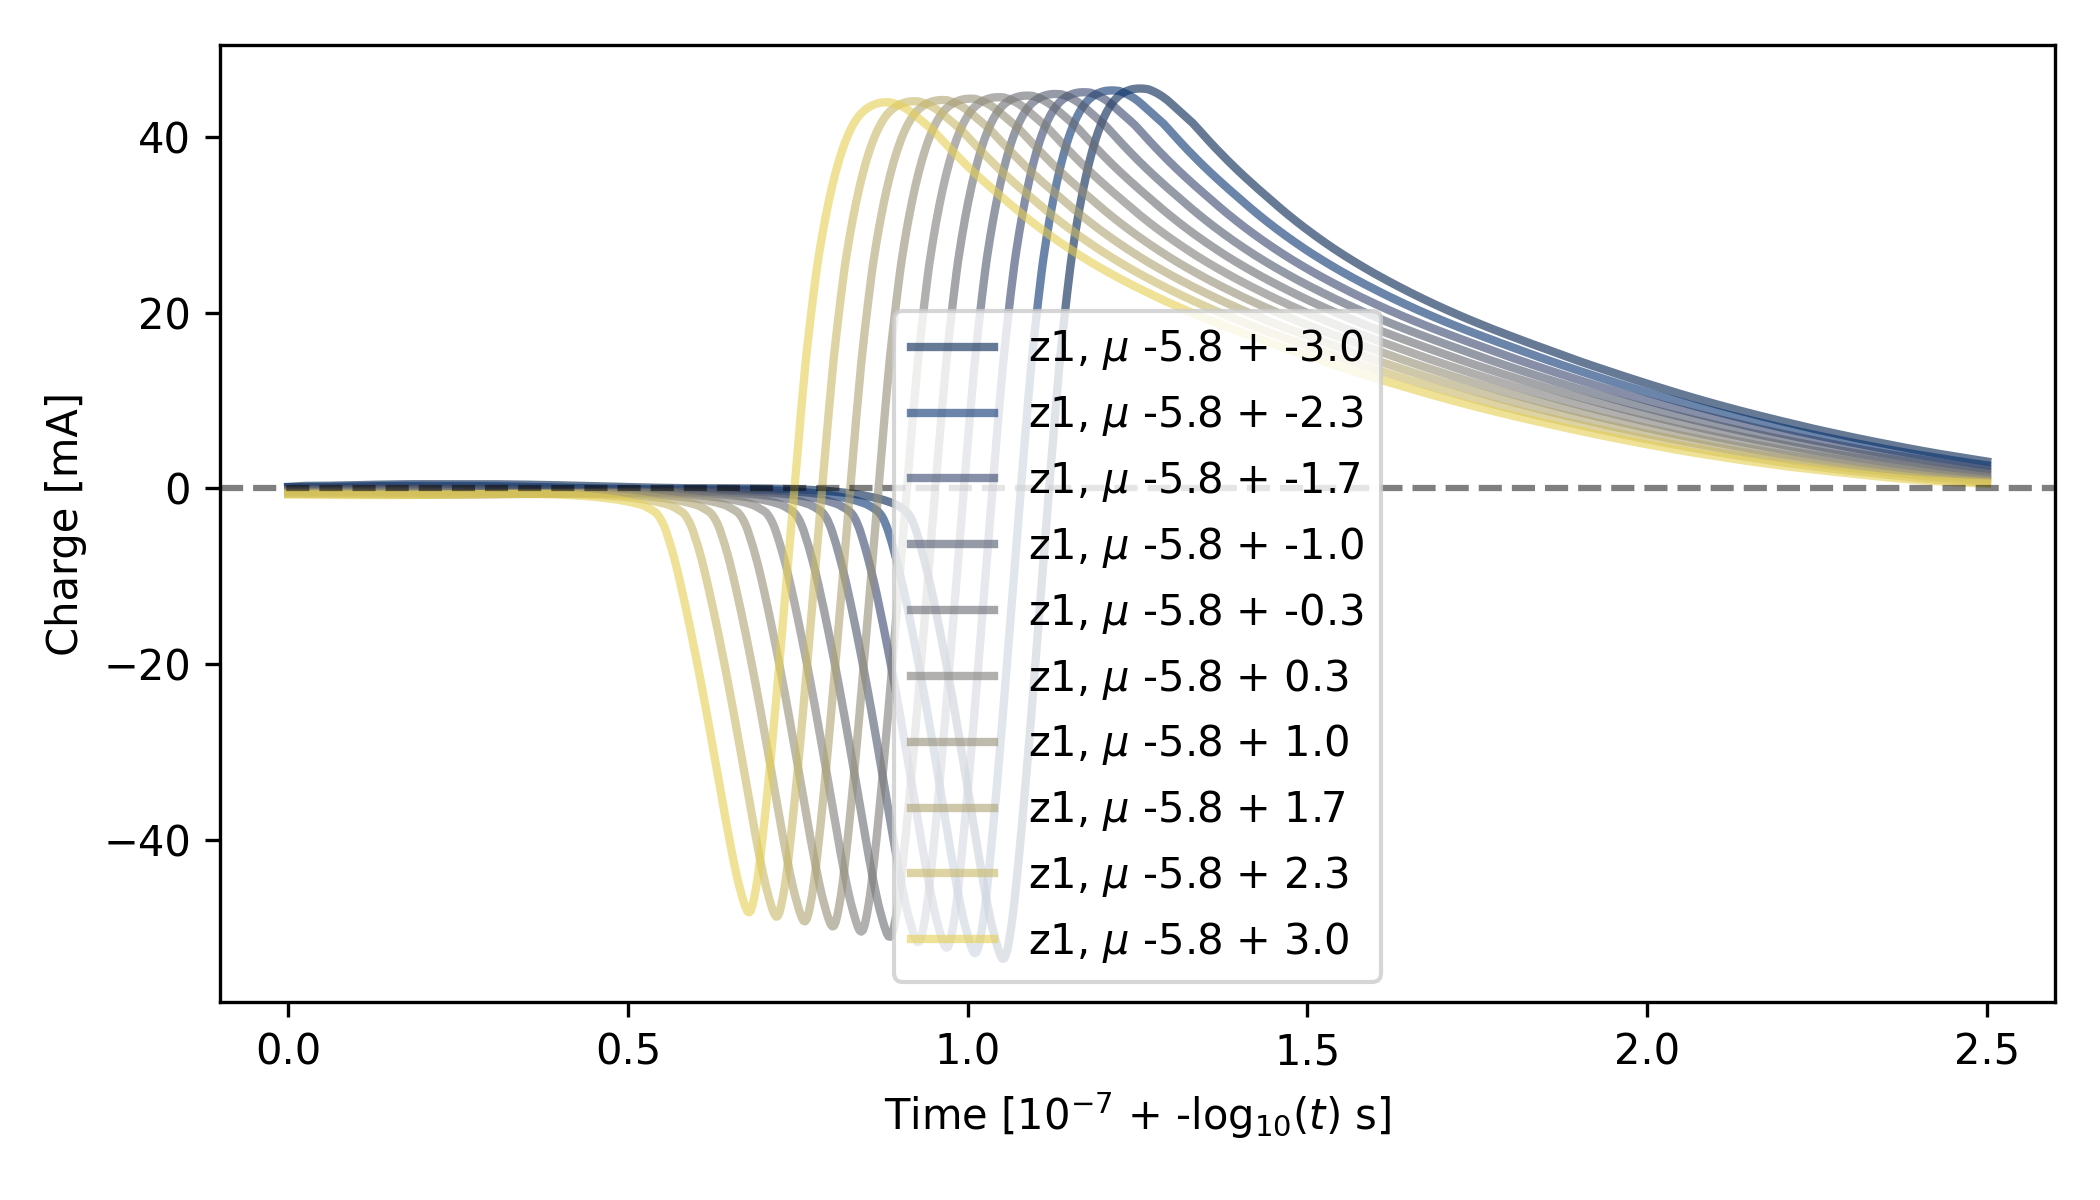 Charge [mA]
40
20
0
−20
−40
z1, μ -5.8 + -3.0
z1, μ -5.8 + -2.3
z1, μ -5.8 + -1.7
z1, μ -5.8 + -1.0
z1, μ -5.8 + -0.3
z1, μ -5.8 + 0.3
z1, μ -5.8 + 1.0
z1, μ -5.8 + 1.7
z1, μ -5.8 + 2.3
z1, μ -5.8 + 3.0
0.0 0.5 1.0 1.5 2.0 2.5
Time [10⁻⁷ + -log₁₀(t) s]